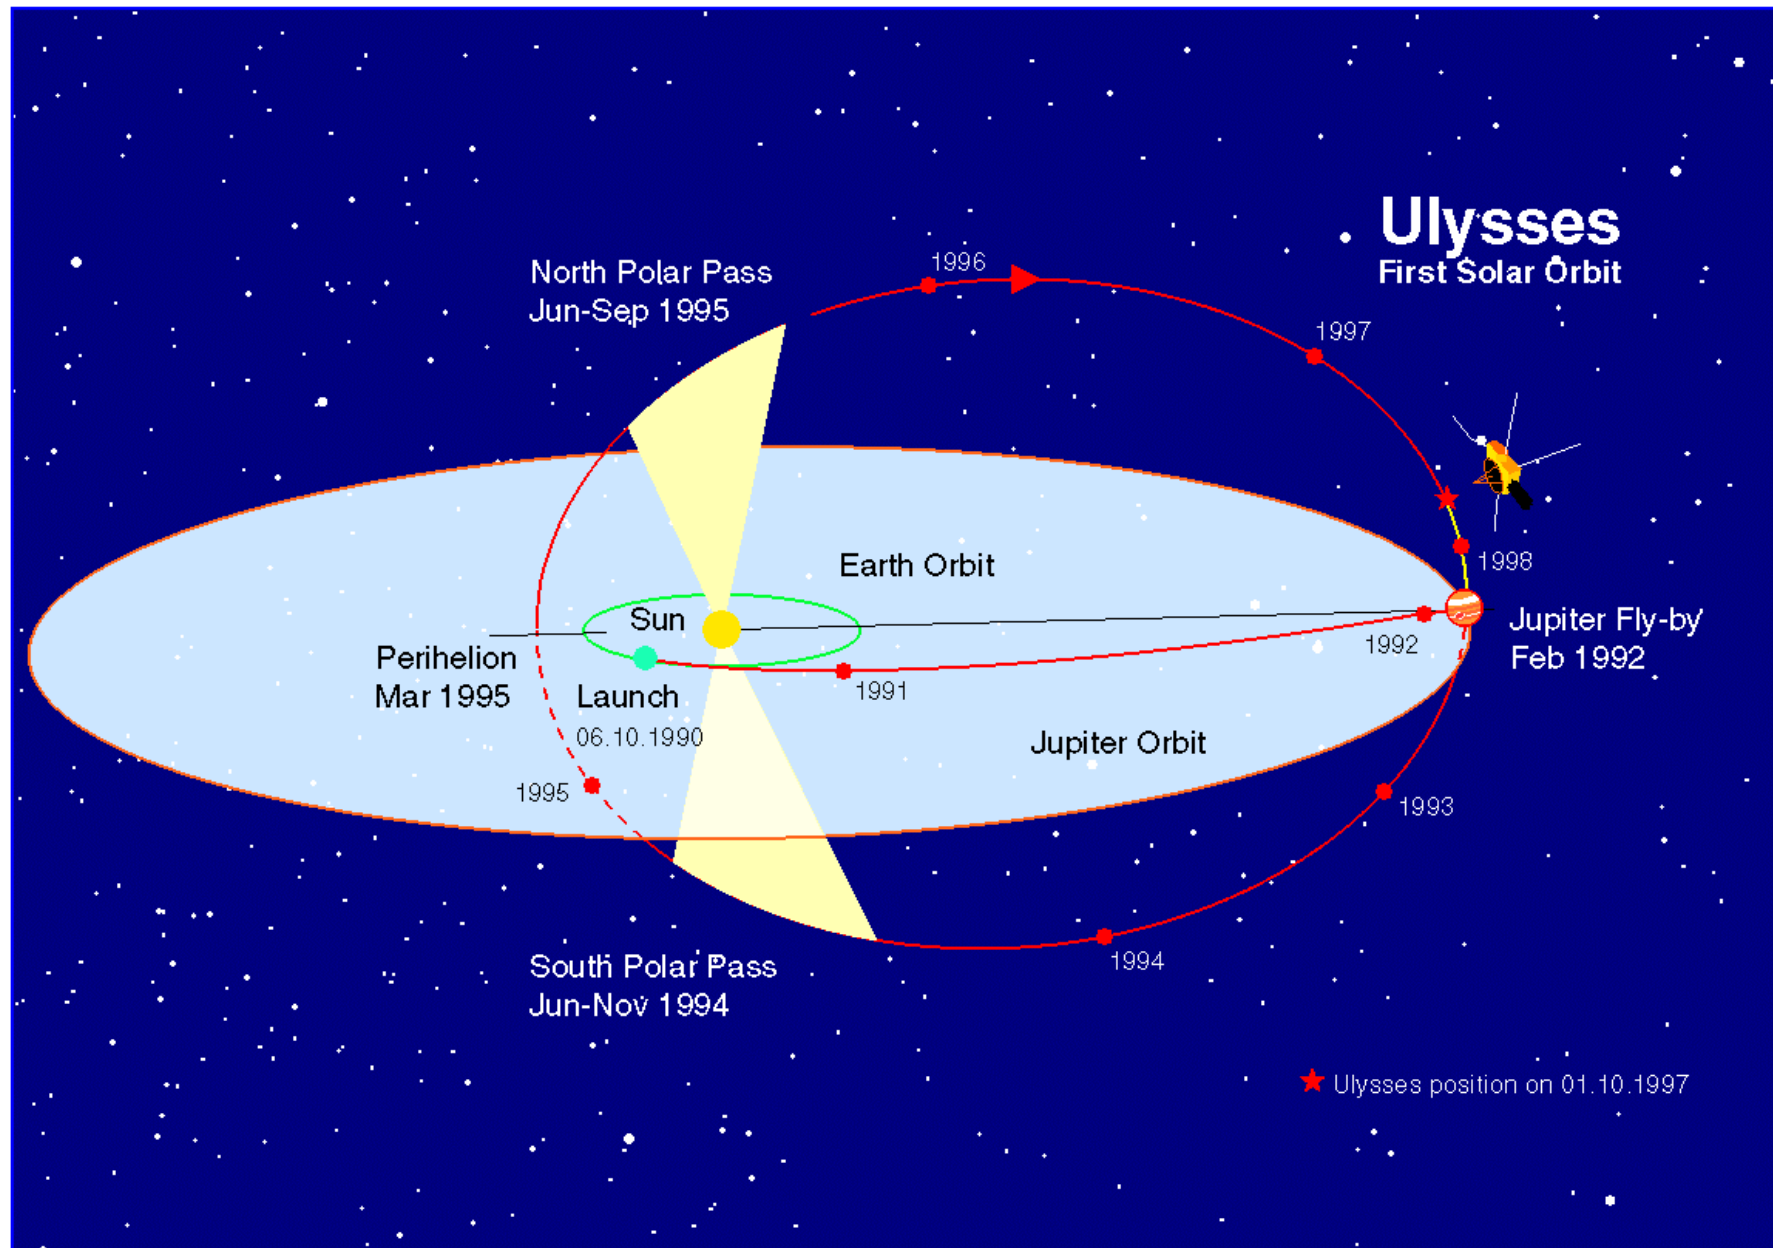 Ulysses
First Solar Orbit
1996
North Polar Pass
Jun-Sep 1995
1997
Earth Orbit
1998
Sun
Jupiter Fly-by
Feb 1992
1992
Perihelion
Mar 1995
Launch
06.10.1990
1991
Jupiter Orbit
1995
1993
1994
South Polar Pass
Jun-Nov 1994
Ulysses position on 01.10.1997